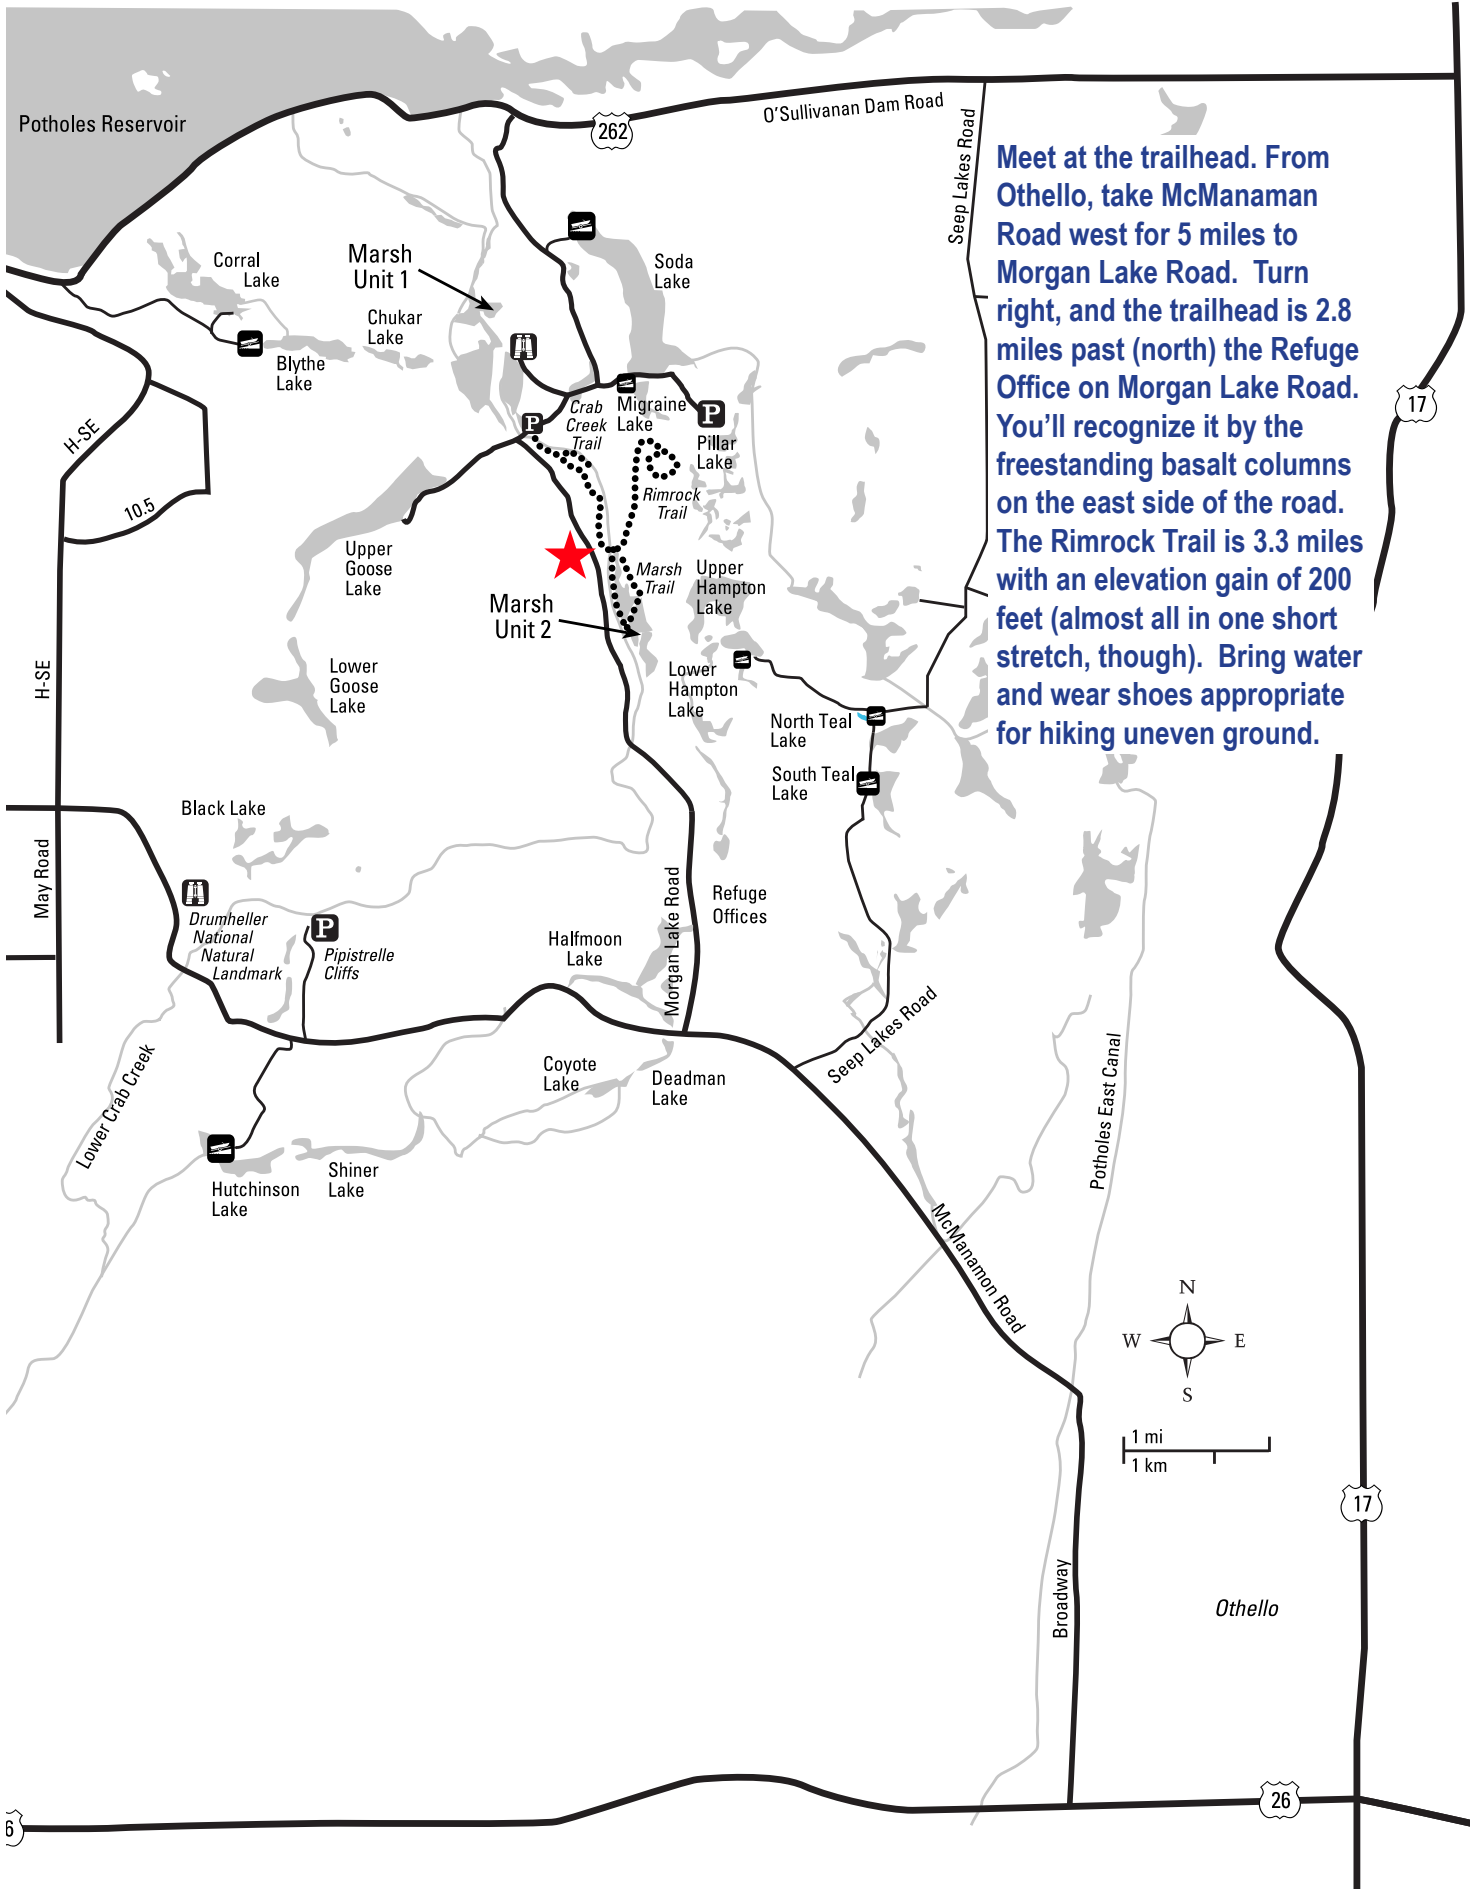 Potholes Reservoir
262
O'Sullivanan Dam Road
Seep Lakes Road
Meet at the trailhead. From
Othello, take McManaman
Road west for 5 miles to
Morgan Lake Road.  Turn
right, and the trailhead is 2.8
miles past (north) the Refuge
Office on Morgan Lake Road.
You'll recognize it by the
freestanding basalt columns
on the east side of the road.
The Rimrock Trail is 3.3 miles
with an elevation gain of 200
feet (almost all in one short
stretch, though).  Bring water
and wear shoes appropriate
for hiking uneven ground.
17
Corral
Lake
Marsh
Unit 1
Soda
Lake
Chukar
Lake
Blythe
Lake
Crab
Creek
Trail
Migraine
Lake
P
P
Pillar
Lake
H-SE
10.5
Rimrock
Trail
Upper
Goose
Lake
Marsh
Trail
Upper
Hampton
Lake
Marsh
Unit 2
H-SE
Lower
Goose
Lake
Lower
Hampton
Lake
North Teal
Lake
South Teal
Lake
Black Lake
May Road
Drumheller
National
Natural
Landmark
P
Pipistrelle
Cliffs
Halfmoon
Lake
Morgan Lake Road
Refuge
Offices
Seep Lakes Road
Coyote
Lake
Deadman
Lake
Lower Crab Creek
Potholes East Canal
Hutchinson
Lake
Shiner
Lake
McManamon Road
N
W
E
S
1 mi
1 km
17
Broadway
Othello
26
6